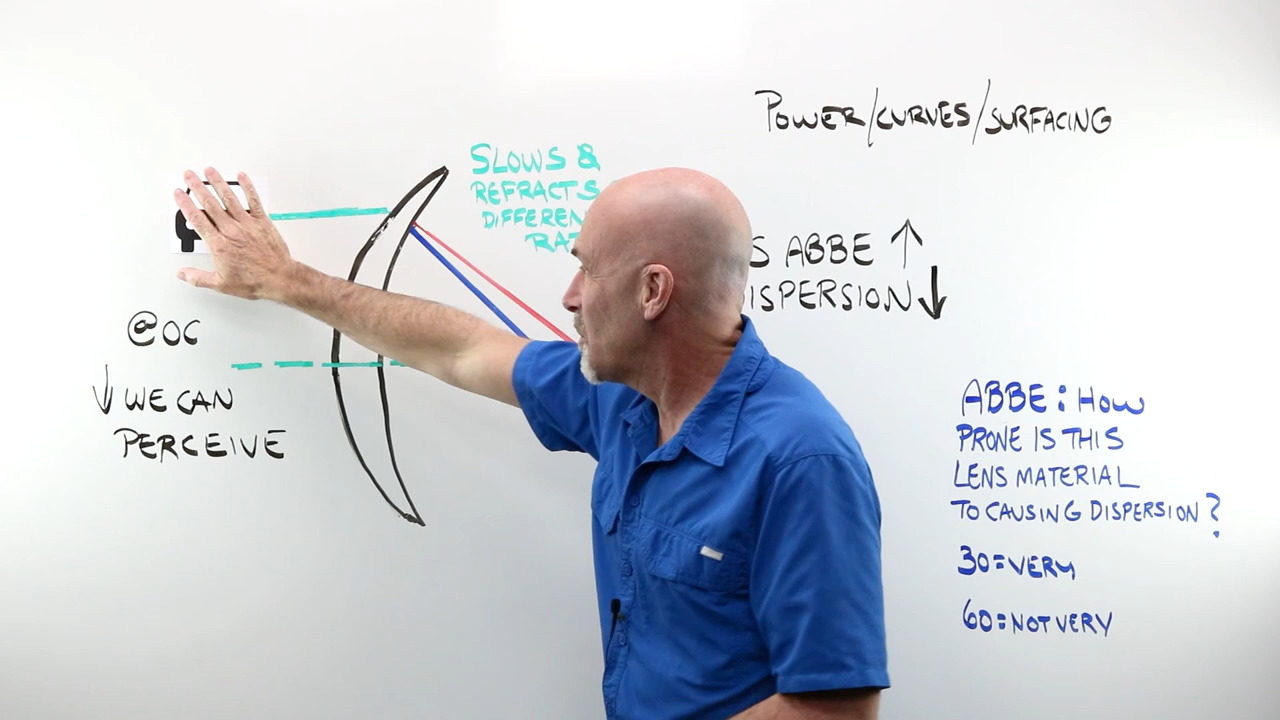 POWER/CURVES/SURFACING
SLOWS &
REFRACTS
ABBE ↑
@OC
↓ WE CAN
PERCEIVE
ABBE: HOW
PRONE IS THIS
LENS MATERIAL
TO CAUSING DISPERSION?
30=VERY
60=NOT VERY